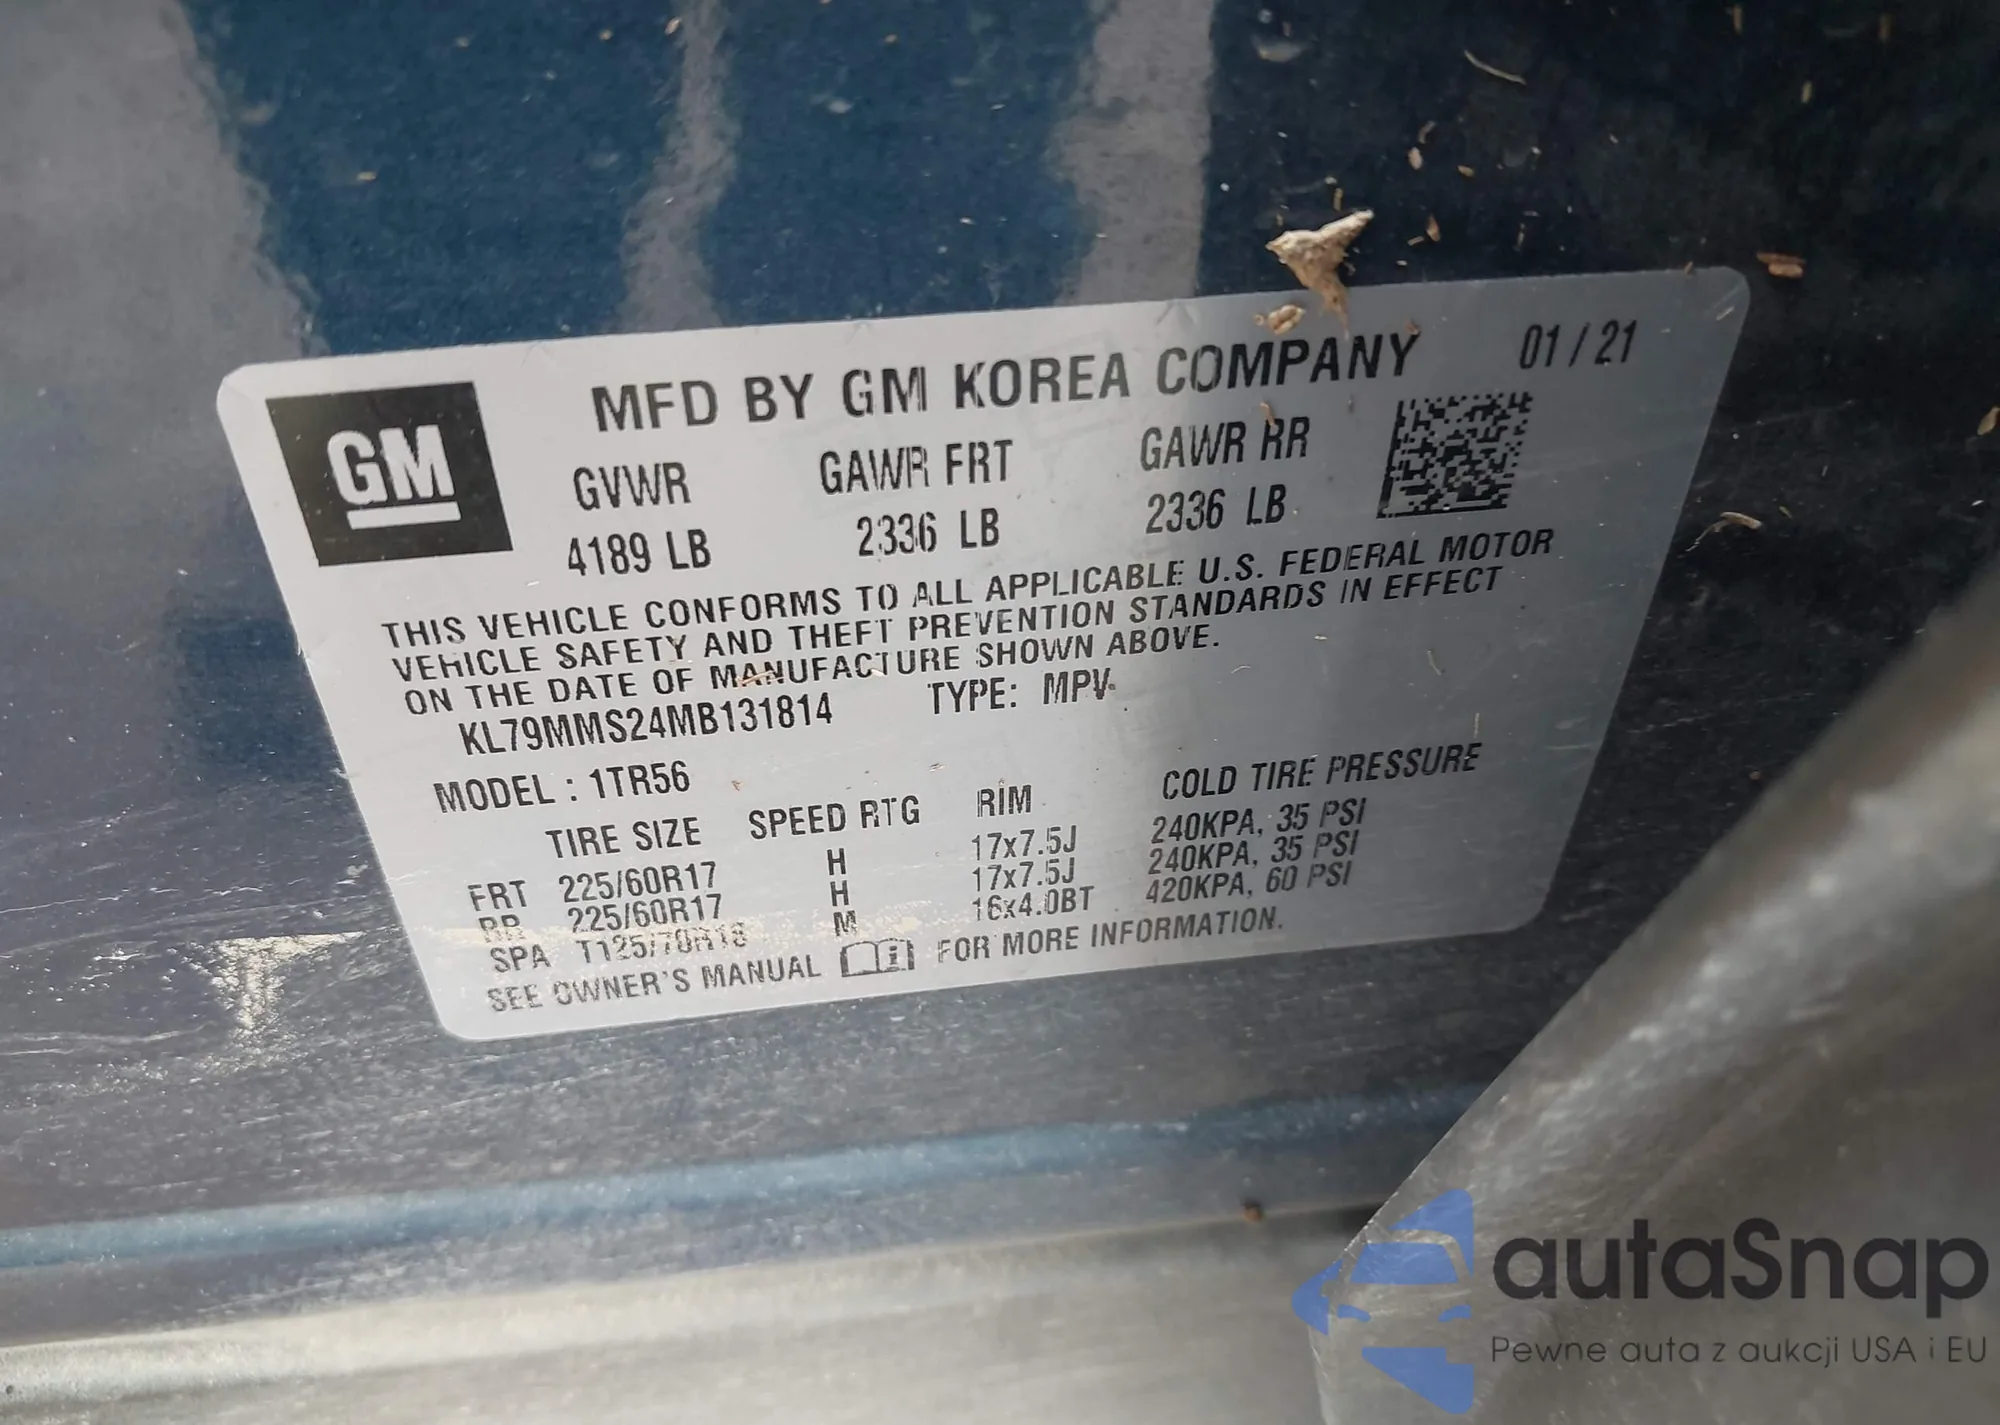 MFD BY GM KOREA COMPANY 01/21
GM
GVWR GAWR FRT GAWR RR
4189 LB 2336 LB 2336 LB
THIS VEHICLE CONFORMS TO ALL APPLICABLE U.S. FEDERAL MOTOR
VEHICLE SAFETY AND THEFT PREVENTION STANDARDS IN EFFECT
ON THE DATE OF MANUFACTURE SHOWN ABOVE.
KL79MMS24MB131814 TYPE: MPV
MODEL: 1TR56
TIRE SIZE SPEED RTG RIM COLD TIRE PRESSURE
FRT 225/60R17 H 17x7.5J 240KPA, 35 PSI
RR 225/60R17 H 17x7.5J 240KPA, 35 PSI
SPA M 16x4.0BT 420KPA, 60 PSI
SEE OWNER'S MANUAL FOR MORE INFORMATION.
autaSnap
Pewne auta z aukcji USA i EU